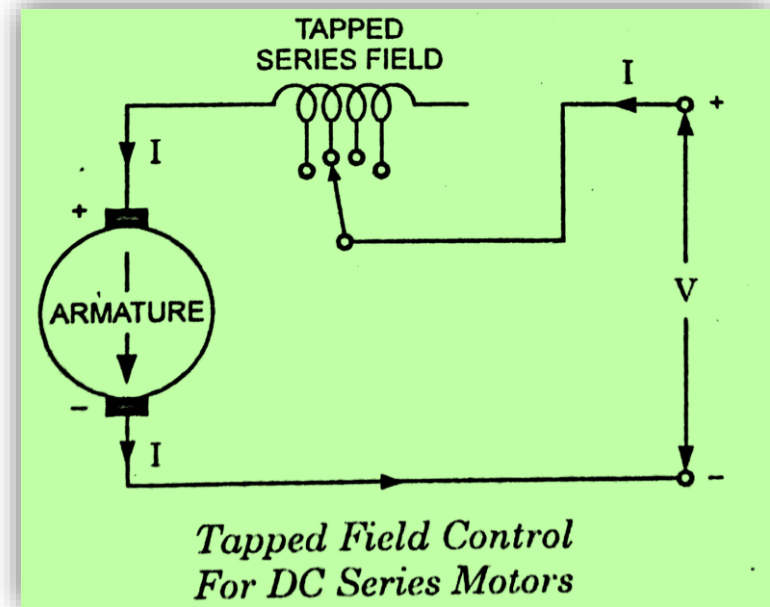 TAPPED
SERIES FIELD
I
+
I
+
ARMATURE
V
−
I
−
Tapped Field Control
For DC Series Motors